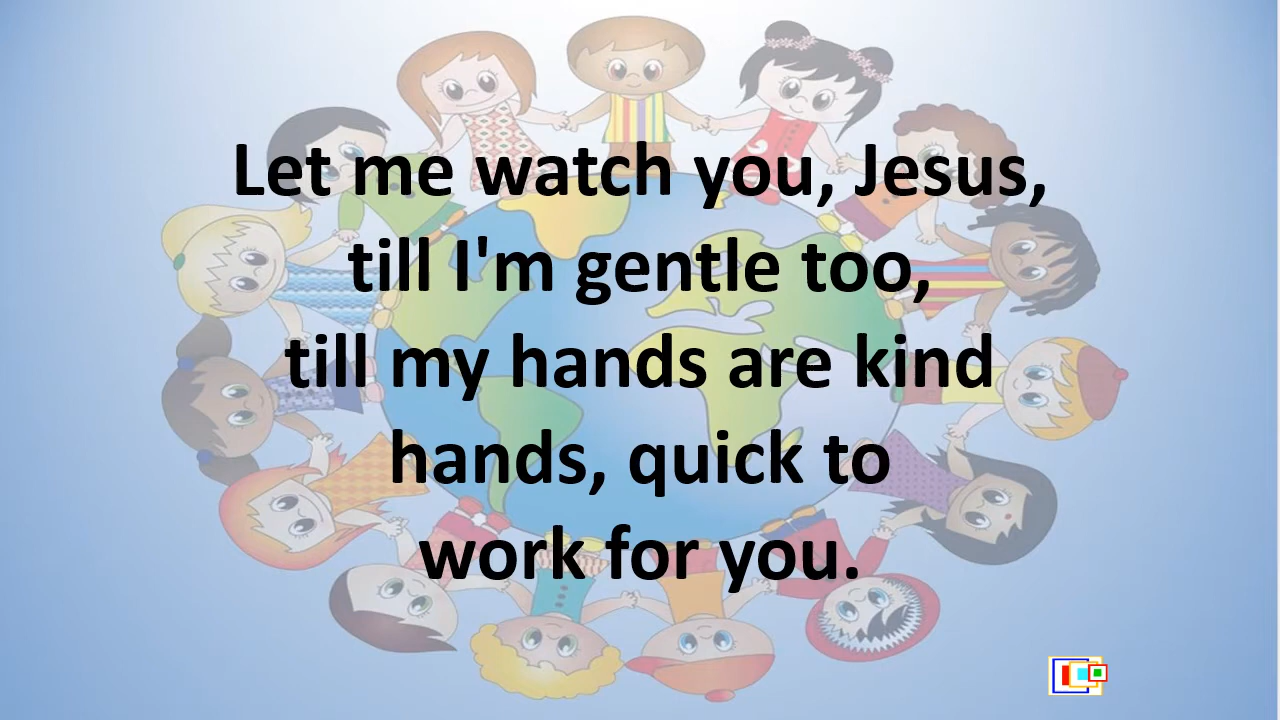 Let me watch you, Jesus,
till I'm gentle too,
till my hands are kind
hands, quick to
work for you.